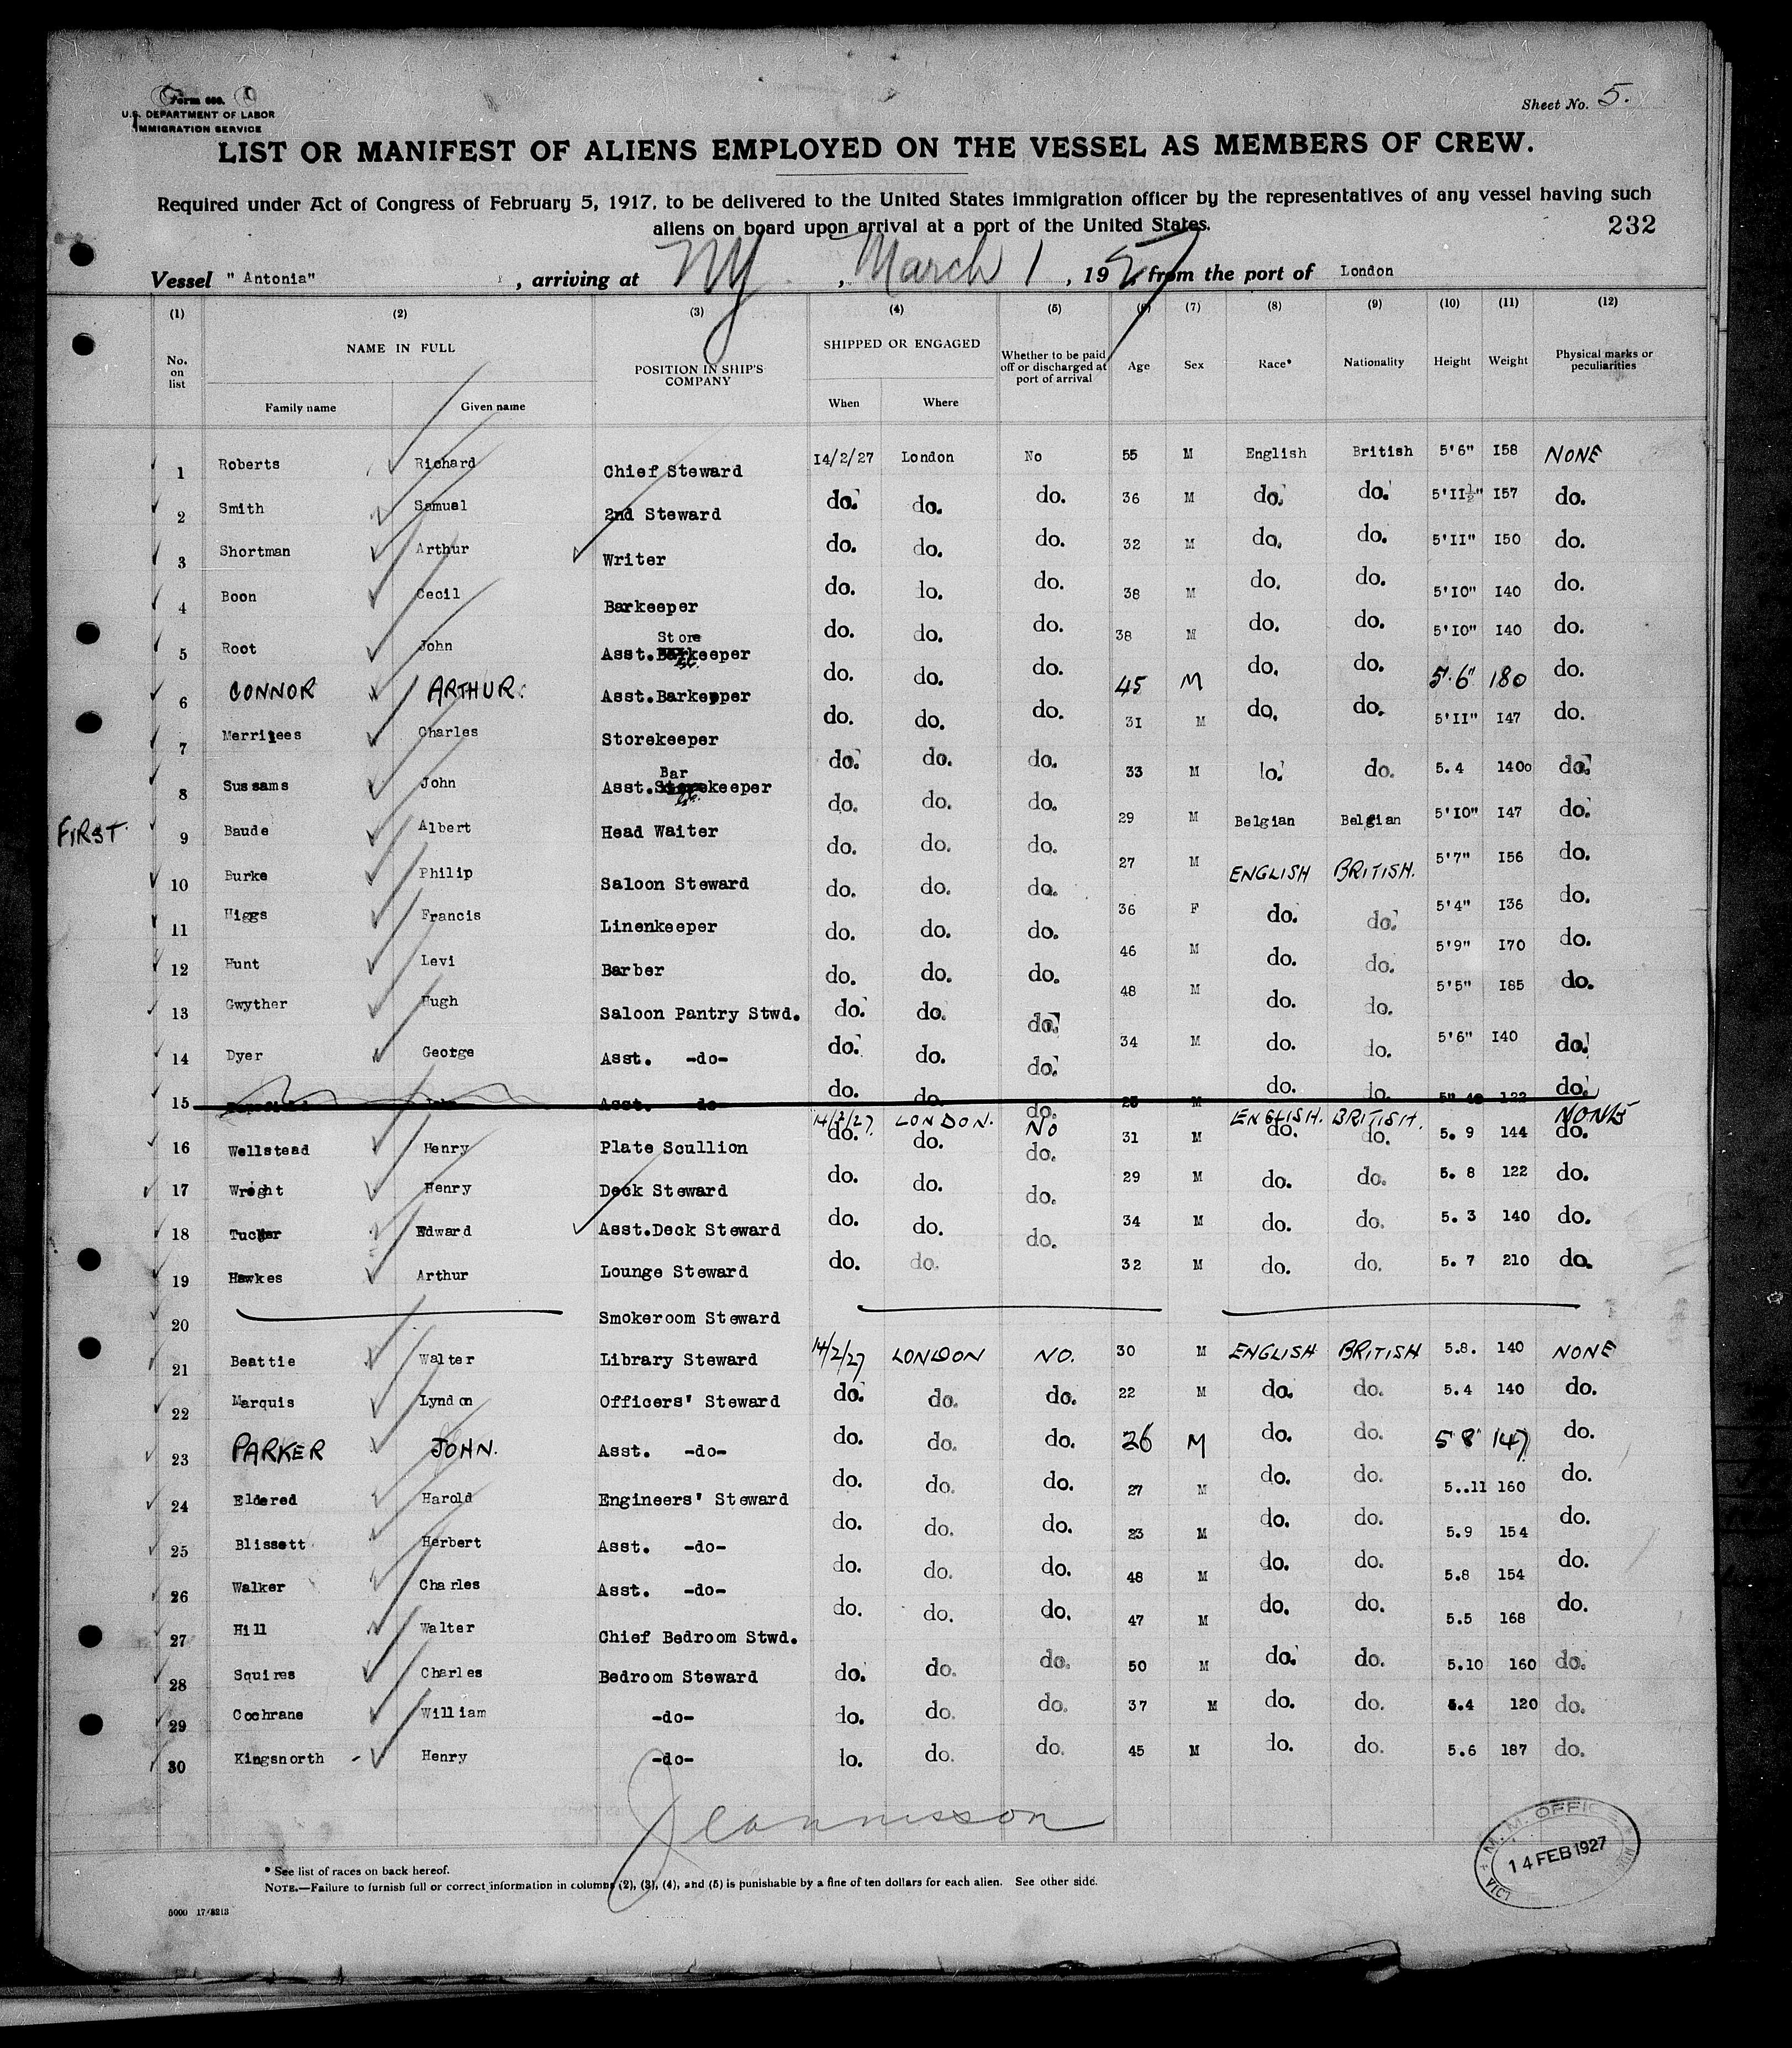 Form 680.
U.S. DEPARTMENT OF LABOR
IMMIGRATION SERVICE
Sheet No. 5.
LIST OR MANIFEST OF ALIENS EMPLOYED ON THE VESSEL AS MEMBERS OF CREW.
Required under Act of Congress of February 5, 1917, to be delivered to the United States immigration officer by the representatives of any vessel having such
aliens on board upon arrival at a port of the United States.
232
Vessel "Antonia", arriving at NY, March 1, 1927 from the port of London
(1) (2) (3) (4) (5) (6) (7) (8) (9) (10) (11) (12)
No. on list NAME IN FULL POSITION IN SHIP'S COMPANY SHIPPED OR ENGAGED Whether to be paid off or discharged at port of arrival Age Sex Race* Nationality Height Weight Physical marks or peculiarities
Family name Given name When Where
1 Roberts Richard Chief Steward 14/2/27 London No 55 M English British 5'6" 158 NONE
2 Smith Samuel 2nd Steward do. do. do. 36 M do. do. 5'11½" 157 do.
3 Shortman Arthur Writer do. do. do. 32 M do. do. 5'11" 150 do.
4 Boon Cecil Barkeeper do. do. do. 38 M do. do. 5'10" 140 do.
5 Root John Asst. Storekeeper do. do. do. 38 M do. do. 5'10" 140 do.
6 CONNOR ARTHUR. Asst.Barkeeper do. do. do. 45 M do. do. 5'.6" 180 do.
7 Merrilees Charles Storekeeper do. do. do. 31 M do. do. 5'11" 147 do.
8 Sussams John Asst. Barkeeper do. do. do. 33 M do. do. 5.4 140 do.
FIRST.
9 Baude Albert Head Waiter do. do. do. 29 M Belgian Belgian 5'10" 147 do.
10 Burke Philip Saloon Steward do. do. do. 27 M ENGLISH BRITISH. 5'7" 156 do.
11 Higgs Francis Linenkeeper do. do. do. 36 F do. do. 5'4" 136 do.
12 Hunt Levi Barber do. do. do. 46 M do. do. 5'9" 170 do.
13 Gwyther Hugh Saloon Pantry Stwd. do. do. do. 48 M do. do. 5'5" 185 do.
14 Dyer George Asst. -do- do. do. do. 34 M do. do. 5'6" 140 do.
15 John Asst. do do. do. do. 25 M do. do. 122 do.
14/2/27 LONDON. NO ENGLISH. BRITISH. NONE
16 Wellstead Henry Plate Scullion do. do. do. 31 M do. do. 5.9 144 do.
17 Wright Henry Deck Steward do. do. do. 29 M do. do. 5.8 122 do.
18 Tucker Edward Asst.Deck Steward do. do. do. 34 M do. do. 5.3 140 do.
19 Hawkes Arthur Lounge Steward do. do. 32 M do. do. 5.7 210 do.
20 Smokeroom Steward
21 Beattie Walter Library Steward 14/2/27 LONDON NO. 30 M ENGLISH BRITISH 5.8. 140 NONE
22 Marquis Lyndon Officers' Steward do. do. do. 22 M do. do. 5.4 140 do.
23 PARKER JOHN. Asst. -do- do. do. do. 26 M do. do. 5'8" 147 do.
24 Eldered Harold Engineers' Steward do. do. do. 27 M do. do. 5..11 160 do.
25 Blissett Herbert Asst. -do- do. do. do. 23 M do. do. 5.9 154 do.
26 Walker Charles Asst. -do- do. do. do. 48 M do. do. 5.8 154 do.
27 Hill Walter Chief Bedroom Stwd. do. do. do. 47 M do. do. 5.5 168 do.
28 Squires Charles Bedroom Steward do. do. do. 50 M do. do. 5.10 160 do.
29 Cochrane William -do- do. do. do. 37 M do. do. 5.4 120 do.
30 Kingsnorth Henry -do- do. do. do. 45 M do. do. 5.6 187 do.
* See list of races on back hereof.
NOTE.—Failure to furnish full or correct information in columns (2), (3), (4), and (5) is punishable by a fine of ten dollars for each alien. See other side.
5000 17/8213
M. M. OFFICE
14 FEB 1927